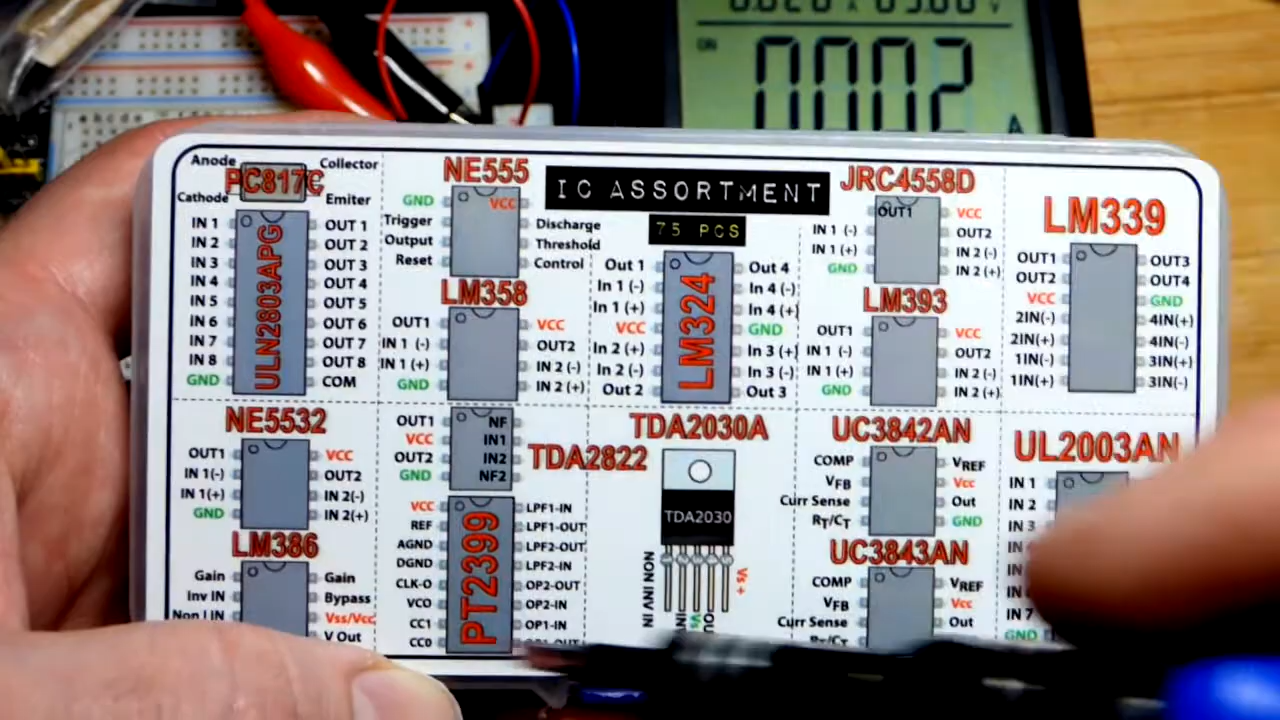 0002
A
IC ASSORTMENT
75 PCS
Anode
PC817C
Collector
Cathode
Emiter
IN 1
IN 2
IN 3
IN 4
IN 5
IN 6
IN 7
IN 8
GND
ULN2803APG
OUT 1
OUT 2
OUT 3
OUT 4
OUT 5
OUT 6
OUT 7
OUT 8
COM
NE555
GND
Trigger
Output
Reset
VCC
Discharge
Threshold
Control
LM358
OUT1
IN 1 (-)
IN 1 (+)
GND
VCC
OUT2
IN 2 (-)
IN 2 (+)
Out 1
In 1 (-)
In 1 (+)
VCC
In 2 (+)
In 2 (-)
Out 2
LM324
Out 4
In 4 (-)
In 4 (+)
GND
In 3 (+)
In 3 (-)
Out 3
JRC4558D
OUT1
IN 1 (-)
IN 1 (+)
GND
VCC
OUT2
IN 2 (-)
IN 2 (+)
LM393
OUT1
IN 1 (-)
IN 1 (+)
GND
VCC
OUT2
IN 2 (-)
IN 2 (+)
LM339
OUT1
OUT2
VCC
2IN(-)
2IN(+)
1IN(-)
1IN(+)
OUT3
OUT4
GND
4IN(+)
4IN(-)
3IN(+)
3IN(-)
NE5532
OUT1
IN 1(-)
IN 1(+)
GND
VCC
OUT2
IN 2(-)
IN 2(+)
LM386
Gain
Inv IN
Gain
Bypass
Vss/Vcc
V Out
OUT1
VCC
OUT2
GND
NF
IN1
IN2
NF2
TDA2822
VCC
REF
AGND
DGND
CLK-O
VCO
CC1
CC0
PT2399
LPF1-IN
LPF1-OUT
LPF2-OUT
LPF2-IN
OP2-OUT
OP2-IN
OP1-IN
OP1-OUT
TDA2030A
TDA2030
NON INV IN
Vs +
UC3842AN
COMP
VFB
Curr Sense
RT/CT
VREF
Vcc
Out
GND
UC3843AN
COMP
VFB
Curr Sense
RT/CT
VREF
Vcc
Out
UL2003AN
IN 1
IN 2
IN 3
IN 7
GND